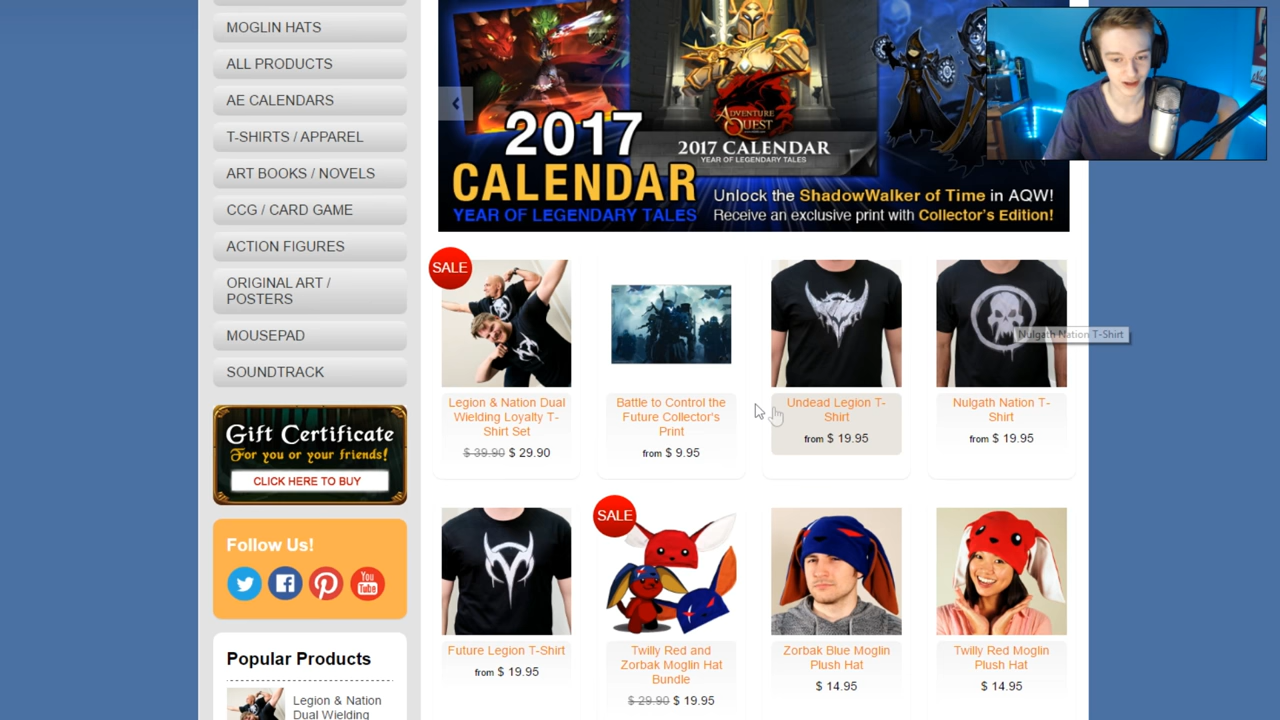 MOGLIN HATS
ALL PRODUCTS
AE CALENDARS
T-SHIRTS / APPAREL
ART BOOKS / NOVELS
CCG / CARD GAME
ACTION FIGURES
ORIGINAL ART /
POSTERS
MOUSEPAD
SOUNDTRACK
Gift Certificate
For you or your friends!
CLICK HERE TO BUY
Follow Us!
You
Tube
Popular Products
Legion & Nation
Dual Wielding
ADVENTURE
QUEST
2017 CALENDAR
YEAR OF LEGENDARY TALES
2017
CALENDAR
YEAR OF LEGENDARY TALES
Unlock the ShadowWalker of Time in AQW!
Receive an exclusive print with Collector's Edition!
SALE
Legion & Nation Dual
Wielding Loyalty T-
Shirt Set
$ 39.90 $ 29.90
Battle to Control the
Future Collector's
Print
from $ 9.95
Undead Legion T-
Shirt
from $ 19.95
Nulgath Nation T-Shirt
Nulgath Nation T-
Shirt
from $ 19.95
Future Legion T-Shirt
from $ 19.95
SALE
Twilly Red and
Zorbak Moglin Hat
Bundle
$ 29.90 $ 19.95
Zorbak Blue Moglin
Plush Hat
$ 14.95
Twilly Red Moglin
Plush Hat
$ 14.95